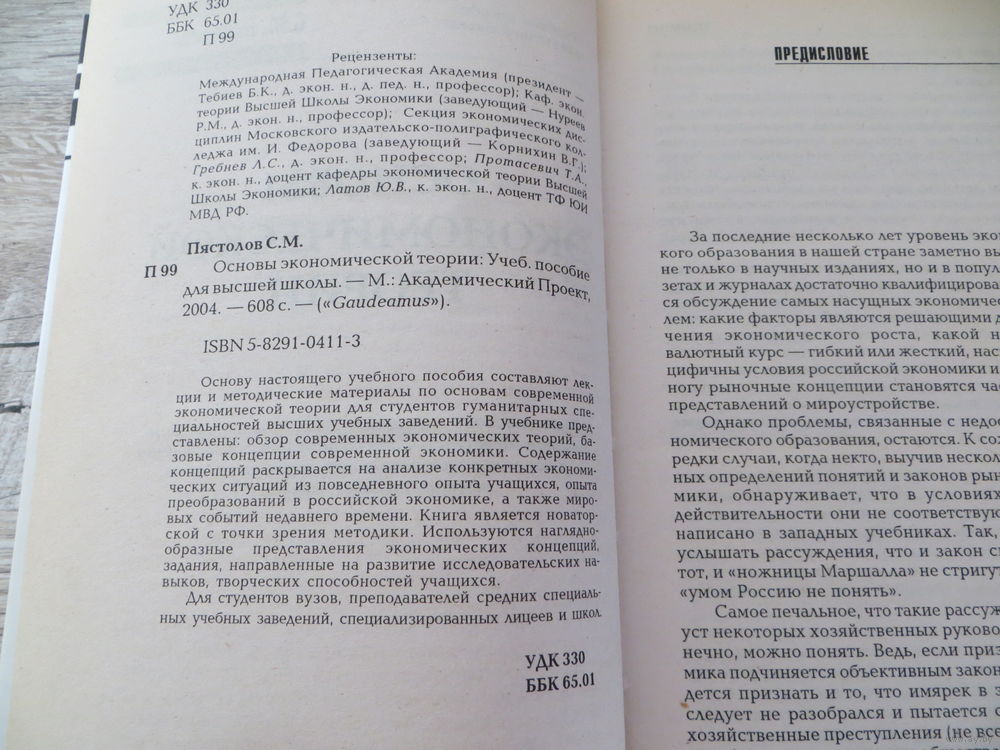 УДК 330
ББК 65.01
П 99
Рецензенты:
Международная Педагогическая Академия (президент —
Тебиев Б.К., д. экон. н., д. пед. н., профессор); Каф. экон.
теории Высшей Школы Экономики (заведующий — Нуреев
Р.М., д. экон. н., профессор); Секция экономических дис-
циплин Московского издательско-полиграфического кол-
леджа им. И. Федорова (заведующий — Корнихин В.Г.);
Гребнев Л.С., д. экон. н., профессор; Протасевич Т.А.,
к. экон. н., доцент кафедры экономической теории Высшей
Школы Экономики; Латов Ю.В., к. экон. н., доцент ТФ ЮИ
МВД РФ.
Пястолов С.М.
П 99 Основы экономической теории: Учеб. пособие
для высшей школы. — М.: Академический Проект,
2004. — 608 с. — («Gaudeamus»).
ISBN 5-8291-0411-3
Основу настоящего учебного пособия составляют лек-
ции и методические материалы по основам современной
экономической теории для студентов гуманитарных спе-
циальностей высших учебных заведений. В учебнике пред-
ставлены: обзор современных экономических теорий, ба-
зовые концепции современной экономики. Содержание
концепций раскрывается на анализе конкретных экономи-
ческих ситуаций из повседневного опыта учащихся, опыта
преобразований в российской экономике, а также миро-
вых событий недавнего времени. Книга является новатор-
ской с точки зрения методики. Используются наглядно-
образные представления экономических концепций,
задания, направленные на развитие исследовательских на-
выков, творческих способностей учащихся.
Для студентов вузов, преподавателей средних специаль-
ных учебных заведений, специализированных лицеев и школ.
УДК 330
ББК 65.01
ПРЕДИСЛОВИЕ
За последние несколько лет уровень эко
кого образования в нашей стране заметно вы
не только в научных изданиях, но и в попул
зетах и журналах достаточно квалифицирова
ся обсуждение самых насущных экономичес
лем: какие факторы являются решающими д
чения экономического роста, какой н
валютный курс — гибкий или жесткий, нас
цифичны условия российской экономики и
ногу рыночные концепции становятся час
представлений о мироустройстве.
Однако проблемы, связанные с недос
номического образования, остаются. К со
редки случаи, когда некто, выучив нескол
ных определений понятий и законов рын
мики, обнаруживает, что в условиях
действительности они не соответствую
написано в западных учебниках. Так,
услышать рассуждения, что и закон с
тот, и «ножницы Маршалла» не стригут
«умом Россию не понять».
Самое печальное, что такие рассуж
уст некоторых хозяйственных руково
нечно, можно понять. Ведь, если приз
мика подчиняется объективным закон
дется признать и то, что имярек в з
следует не разобрался и пытается с
хозяйственные преступления (не все